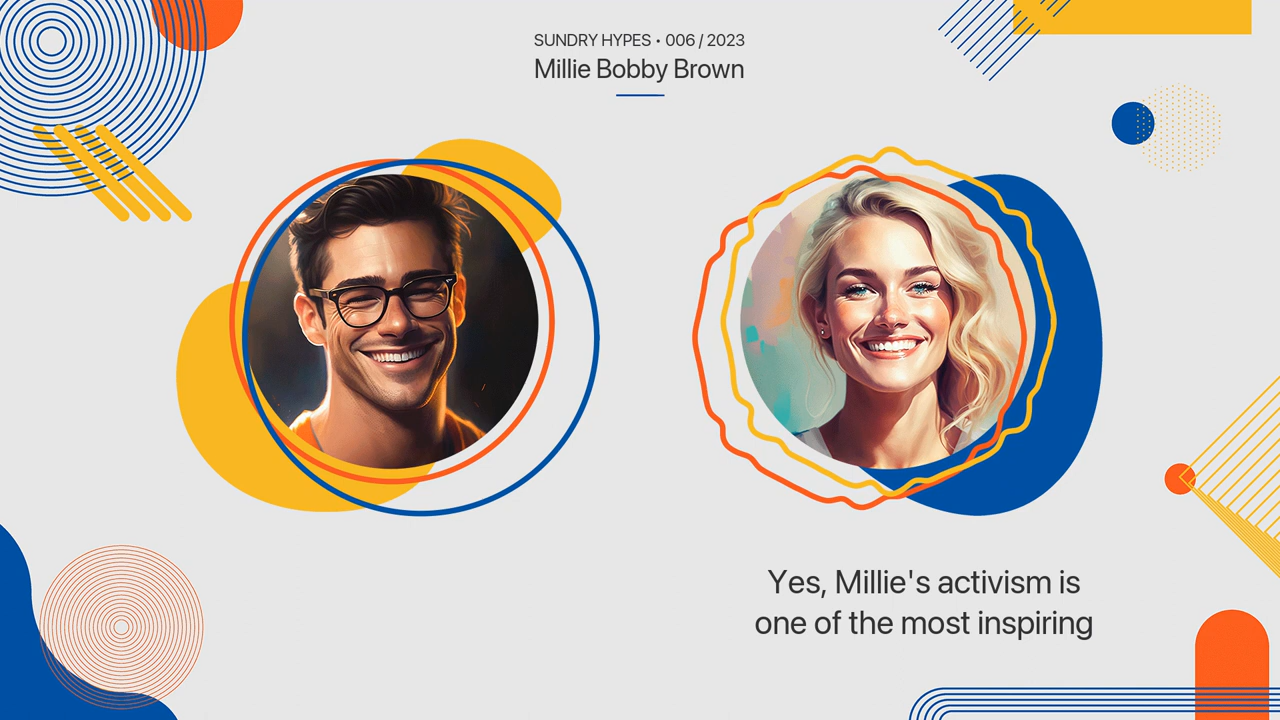 SUNDRY HYPES • 006 / 2023
Millie Bobby Brown
Yes, Millie's activism is
one of the most inspiring